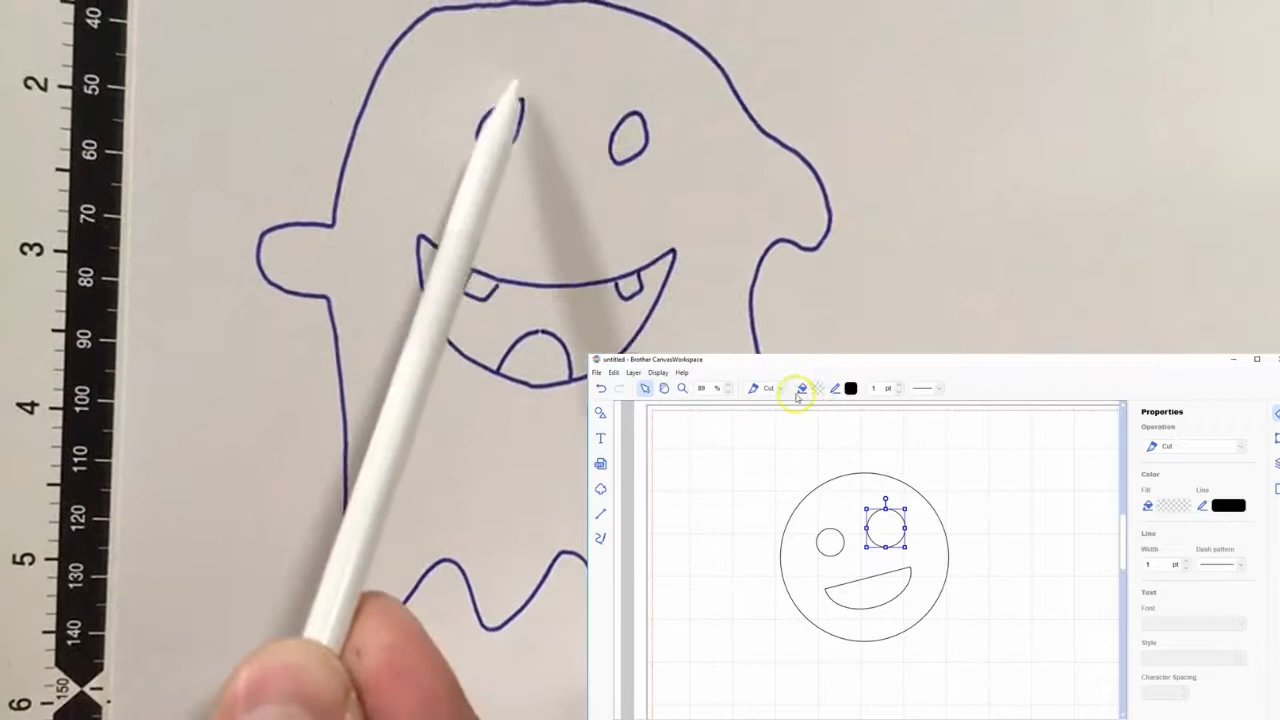 40
2
50
60
70
3
80
90
4
100
110
120
5
130
140
150
6
untitled - Brother CanvasWorkspace
File Edit Layer Display Help
89 % Cut 1 pt
Properties
Operation
Cut
Color
Fill Line
Line
Width Dash pattern
1 pt
Text
Font
Style
Character Spacing